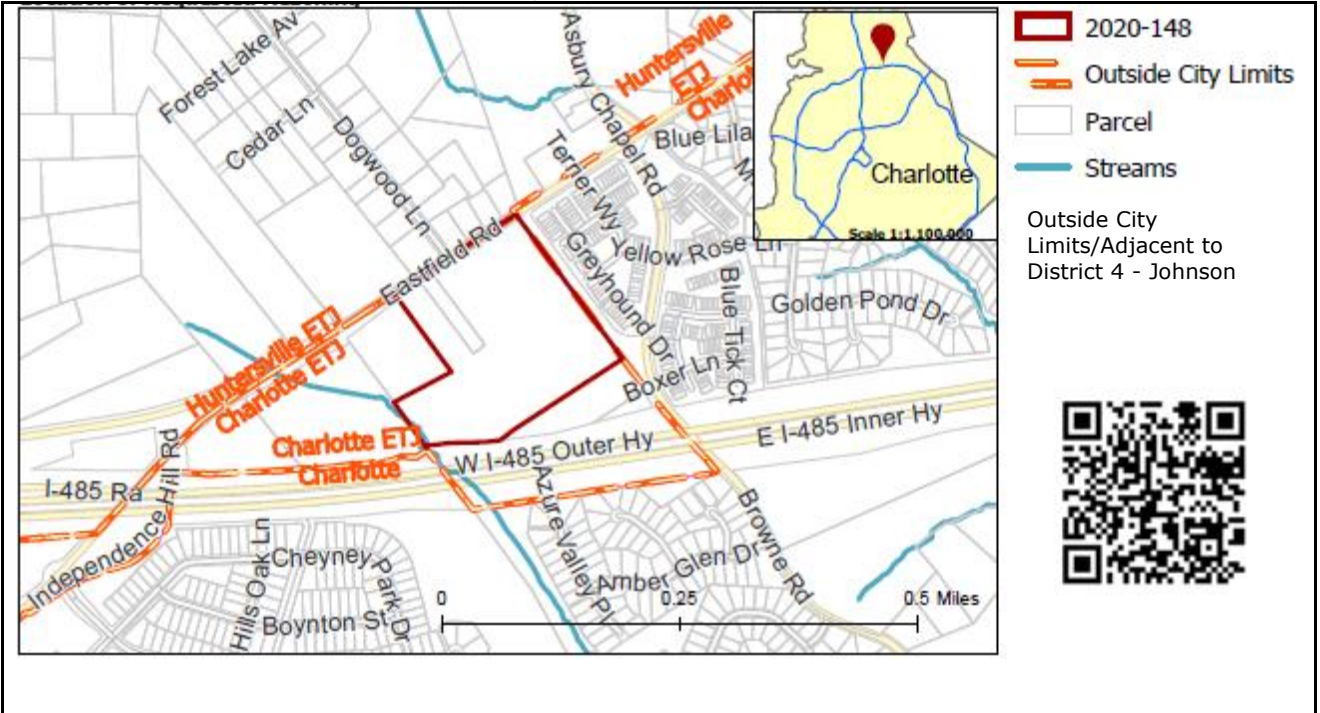 Forest Lake Av
Cedar Ln
Dogwood Ln
Asbury Chapel Rd
Huntersville
ETJ
Charlo
Blue Lila
M
Terrier Wy
Yellow Rose Ln
Eastfield Rd
Greyhound Dr
Blue Tick Ct
Golden Pond Dr
Boxer Ln
Huntersville ETJ
Charlotte ETJ
Charlotte ETJ
Charlotte
W I-485 Outer Hy
E I-485 Inner Hy
I-485 Ra
Independence Hill Rd
Hills Oak Ln
Cheyney Park Dr
Boynton St
Azure Valley Pl
Amber Glen Dr
Browne Rd
0
0.25
0.5 Miles
Charlotte
Scale 1:1,100,000
2020-148
Outside City Limits
Parcel
Streams
Outside City
Limits/Adjacent to
District 4 - Johnson